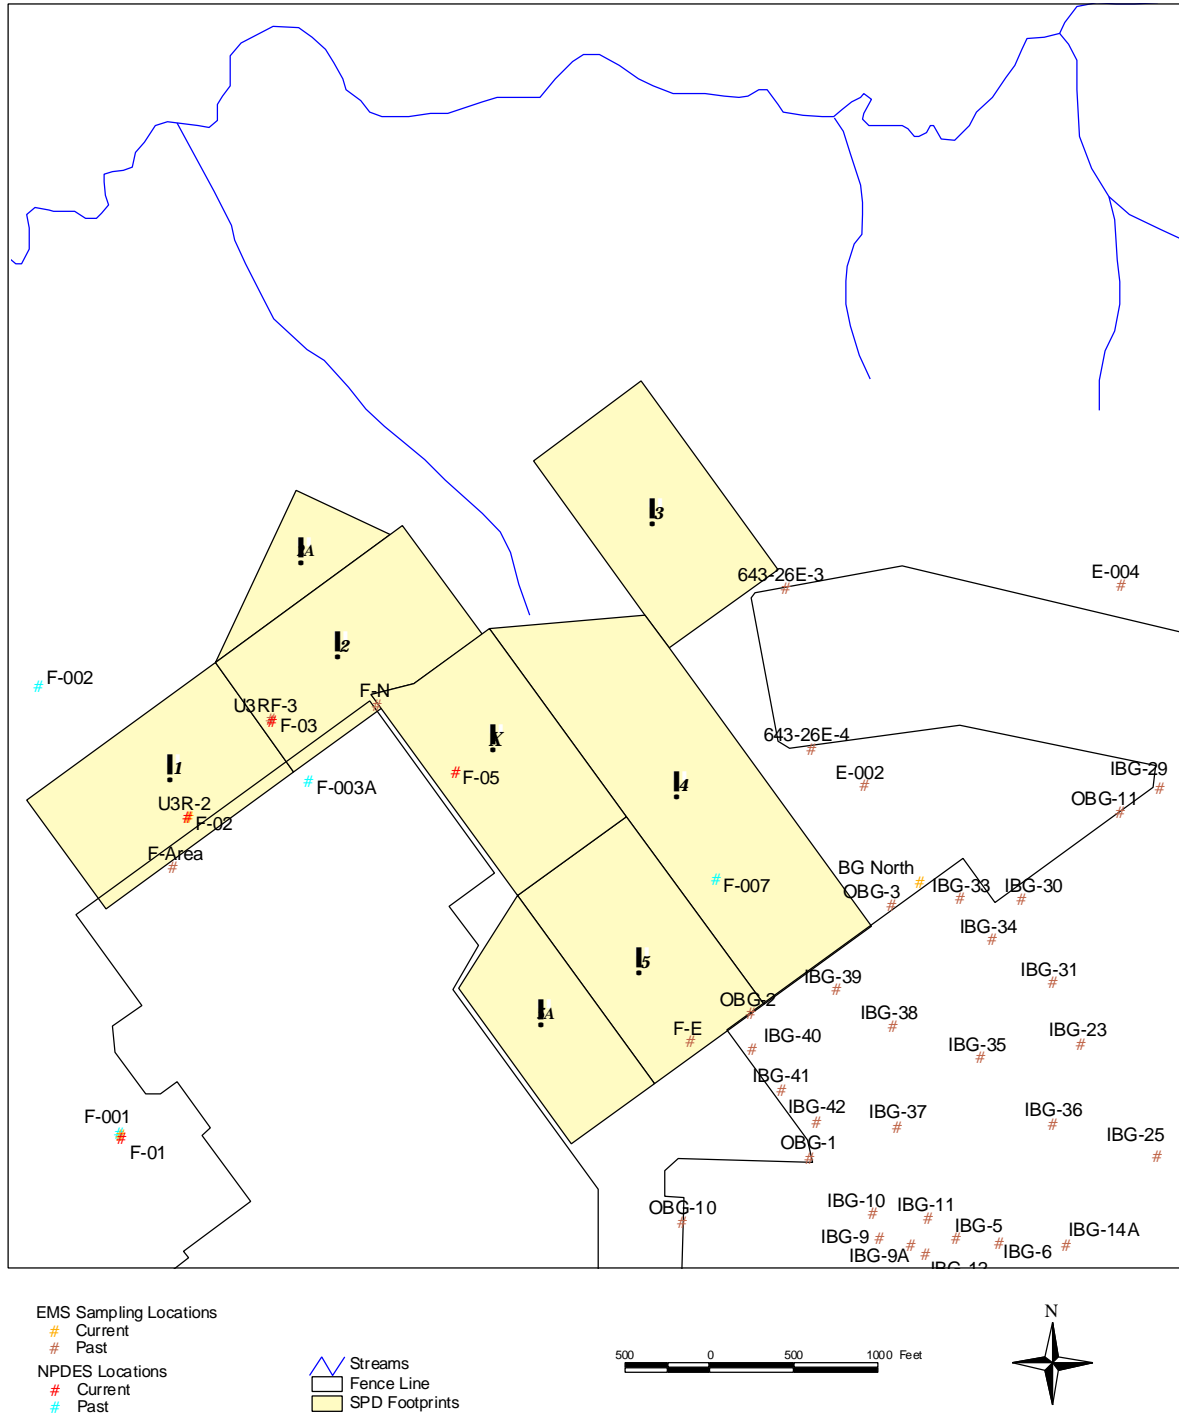 3
2A
643-26E-3
E-004
2
F-002
F-N
U3RF-3
F-03
X
643-26E-4
1
F-05
4
E-002
IBG-29
F-003A
OBG-11
U3R-2
F-02
F-Area
BG North
F-007
OBG-3
IBG-33
IBG-30
IBG-34
5
IBG-39
IBG-31
OBG-2
5A
IBG-38
F-E
IBG-40
IBG-35
IBG-23
IBG-41
IBG-42
IBG-37
IBG-36
F-001
F-01
OBG-1
IBG-25
OBG-10
IBG-10
IBG-11
IBG-9
IBG-5
IBG-14A
IBG-9A
IBG-6
IBG-12
EMS Sampling Locations
# Current
# Past
NPDES Locations
# Current
# Past
Streams
Fence Line
SPD Footprints
500 0 500 1000 Feet
N